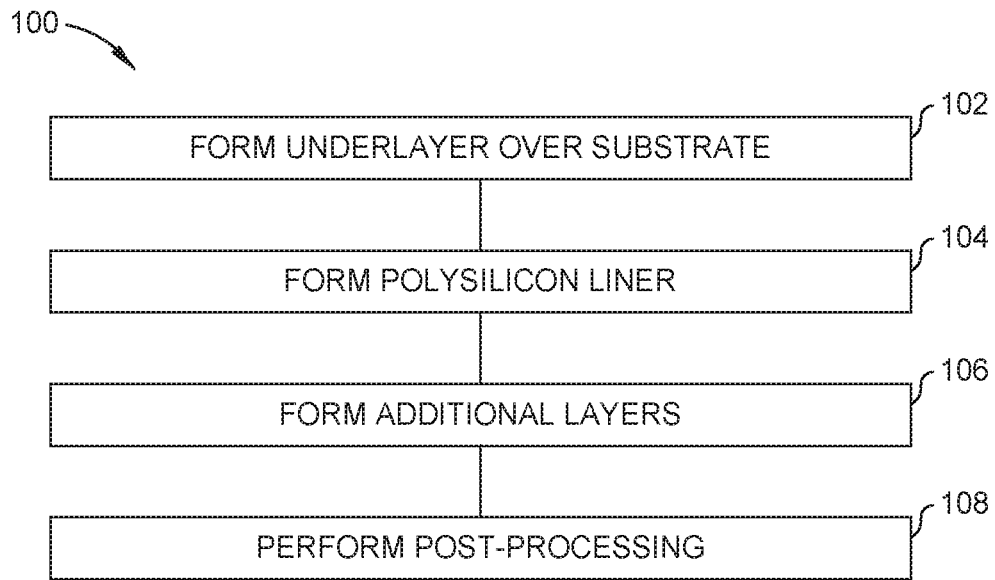 100
102
FORM UNDERLAYER OVER SUBSTRATE
104
FORM POLYSILICON LINER
106
FORM ADDITIONAL LAYERS
108
PERFORM POST-PROCESSING